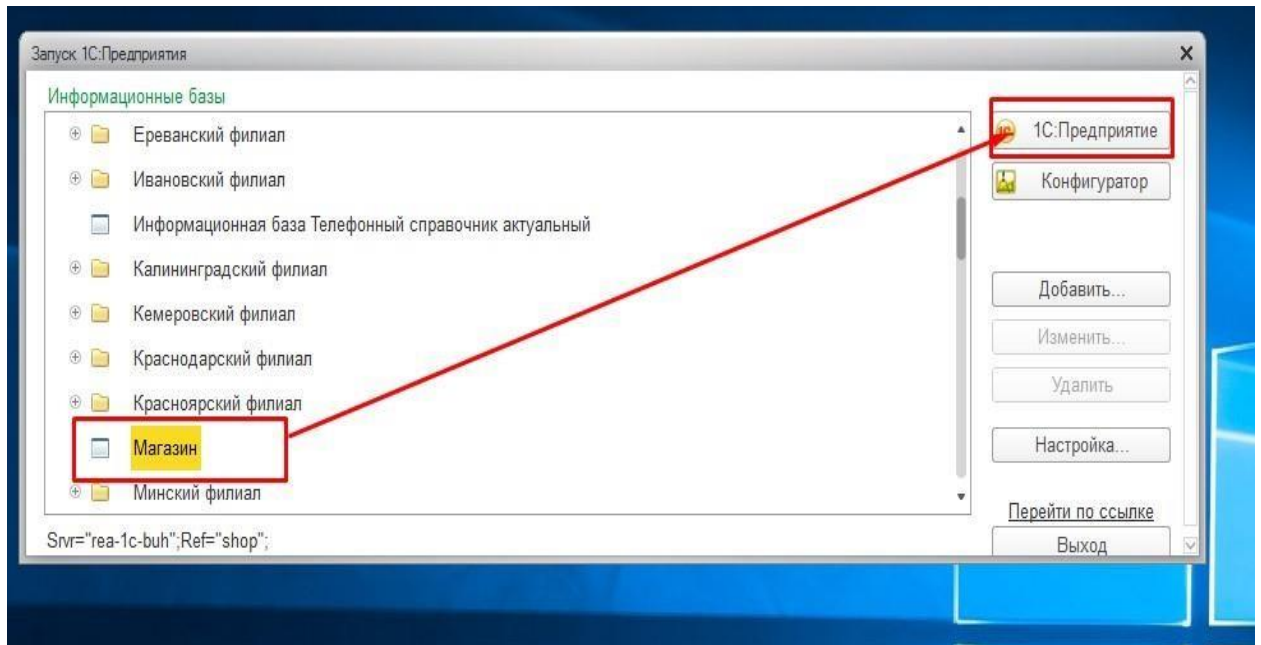 Запуск 1С:Предприятия
Информационные базы
Ереванский филиал
Ивановский филиал
Информационная база Телефонный справочник актуальный
Калининградский филиал
Кемеровский филиал
Краснодарский филиал
Красноярский филиал
Магазин
Минский филиал
Srvr="rea-1c-buh";Ref="shop";
1С:Предприятие
Конфигуратор
Добавить...
Изменить...
Удалить
Настройка...
Перейти по ссылке
Выход